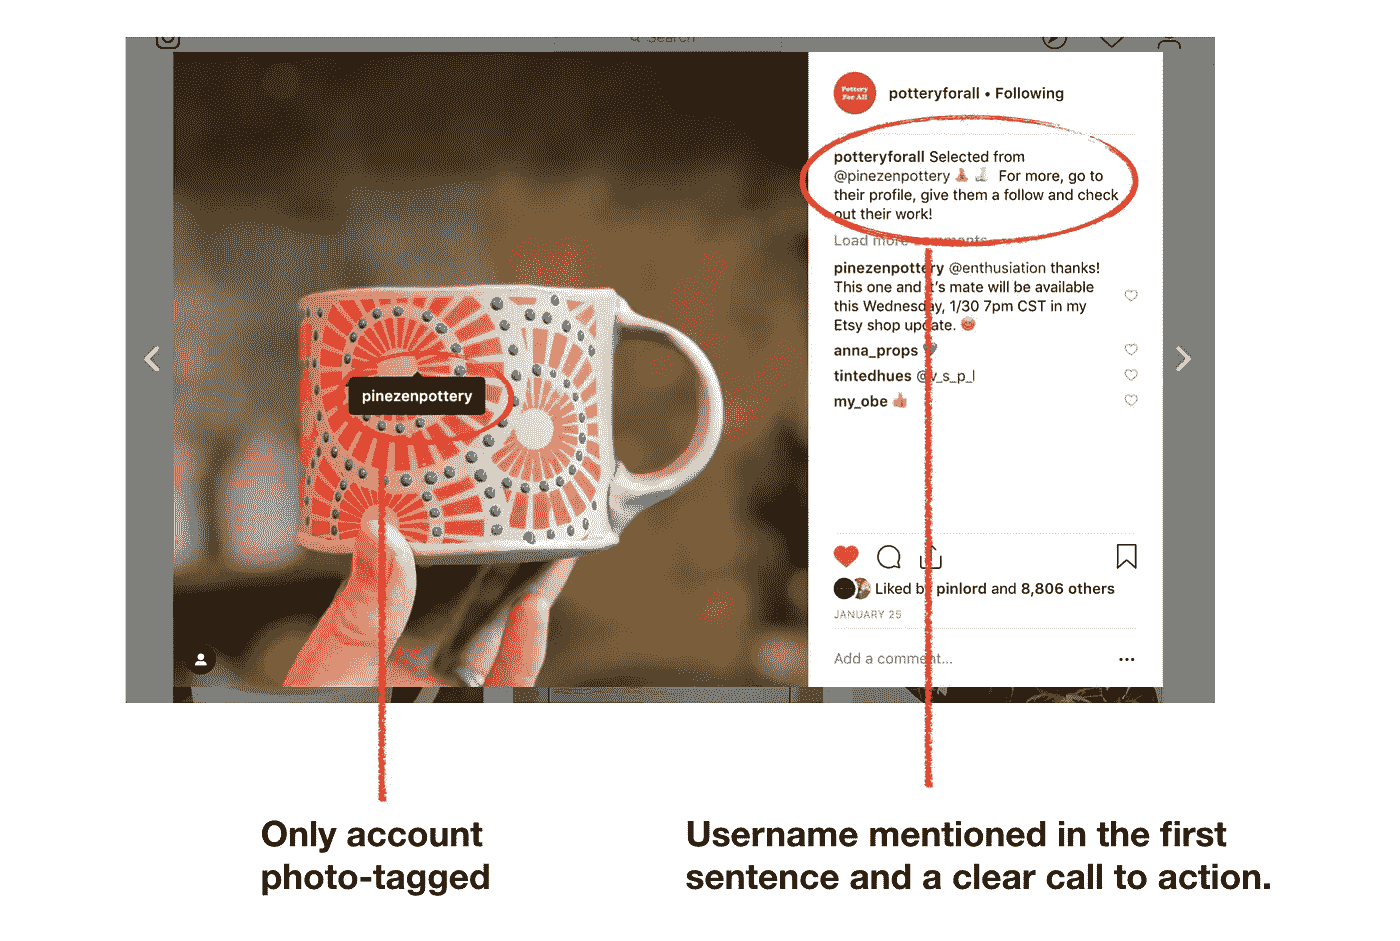 Search
Pottery
For All
potteryforall • Following
potteryforall Selected from
@pinezenpottery For more, go to
their profile, give them a follow and check
out their work!
Load more comments
pinezenpottery @enthusiation thanks!
This one and it's mate will be available
this Wednesday, 1/30 7pm CST in my
Etsy shop update.
anna_props
tintedhues @v_s_p_l
my_obe
pinezenpottery
Liked by pinlord and 8,806 others
JANUARY 25
Add a comment...
Only account
photo-tagged
Username mentioned in the first
sentence and a clear call to action.